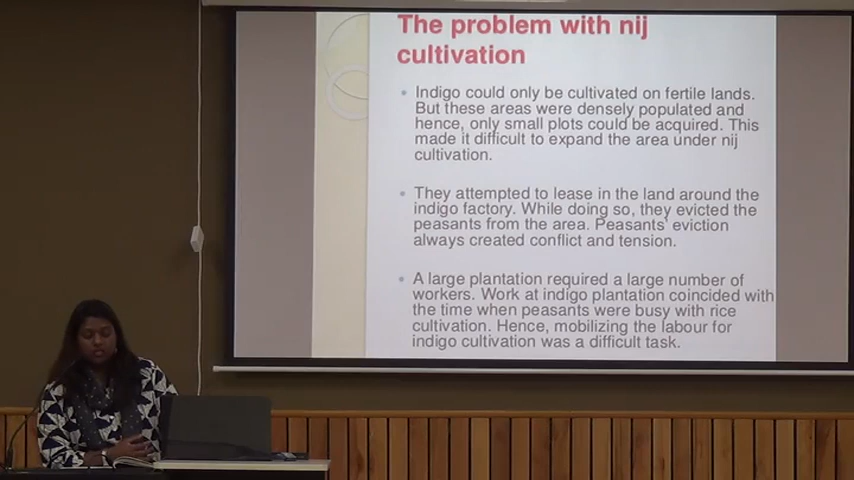 The problem with nij
cultivation
Indigo could only be cultivated on fertile lands.
But these areas were densely populated and
hence, only small plots could be acquired. This
made it difficult to expand the area under nij
cultivation.
They attempted to lease in the land around the
indigo factory. While doing so, they evicted the
peasants from the area. Peasants' eviction
always created conflict and tension.
A large plantation required a large number of
workers. Work at indigo plantation coincided with
the time when peasants were busy with rice
cultivation. Hence, mobilizing the labour for
indigo cultivation was a difficult task.